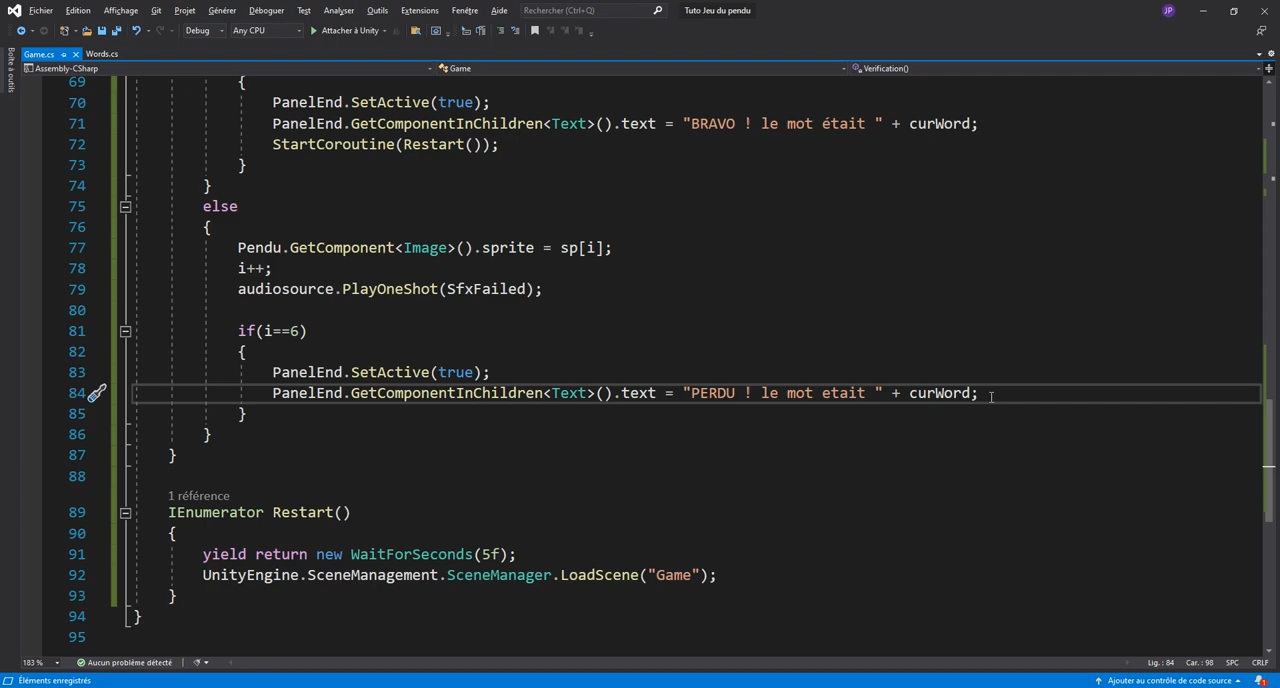 Fichier Edition Affichage Git Projet Générer Déboguer Test Analyser Outils Extensions Fenêtre Aide Rechercher (Ctrl+Q) Tuto Jeu du pendu JP
Debug Any CPU Attacher à Unity
Boîte à outils
Game.cs Words.cs
Assembly-CSharp Game Verification()
69 {
70 PanelEnd.SetActive(true);
71 PanelEnd.GetComponentInChildren<Text>().text = "BRAVO ! le mot était " + curWord;
72 StartCoroutine(Restart());
73 }
74 }
75 else
76 {
77 Pendu.GetComponent<Image>().sprite = sp[i];
78 i++;
79 audiosource.PlayOneShot(SfxFailed);
80
81 if(i==6)
82 {
83 PanelEnd.SetActive(true);
84 PanelEnd.GetComponentInChildren<Text>().text = "PERDU ! le mot etait " + curWord;
85 }
86 }
87 }
88
1 référence
89 IEnumerator Restart()
90 {
91 yield return new WaitForSeconds(5f);
92 UnityEngine.SceneManagement.SceneManager.LoadScene("Game");
93 }
94 }
95
183 % Aucun problème détecté Lig. : 84 Car. : 98 SPC CRLF
Éléments enregistrés Ajouter au contrôle de code source 1